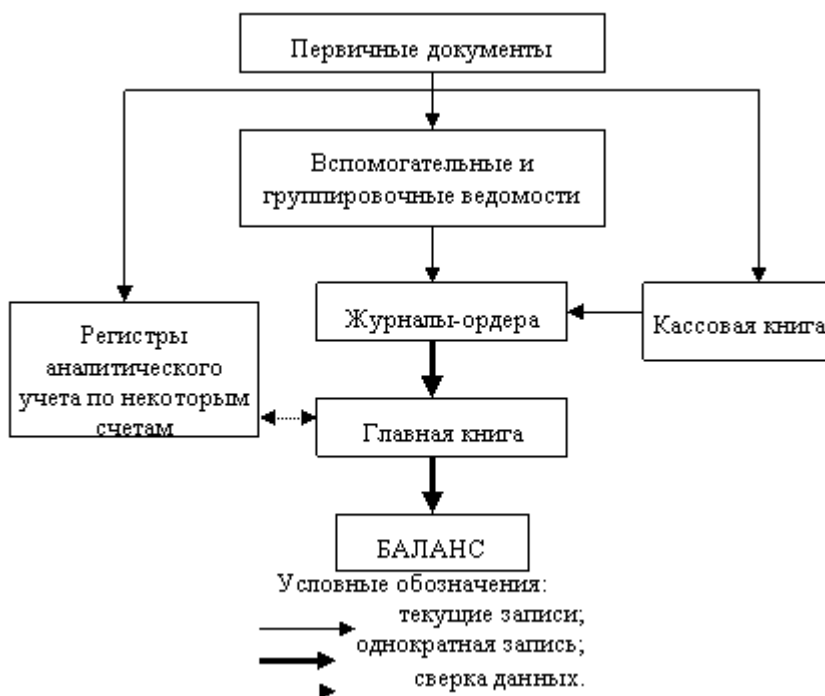 Первичные документы
Вспомогательные и
группировочные ведомости
Журналы-ордера
Кассовая книга
Регистры
аналитического
учета по некоторым
счетам
Главная книга
БАЛАНС
Условные обозначения:
текущие записи;
однократная запись;
сверка данных.